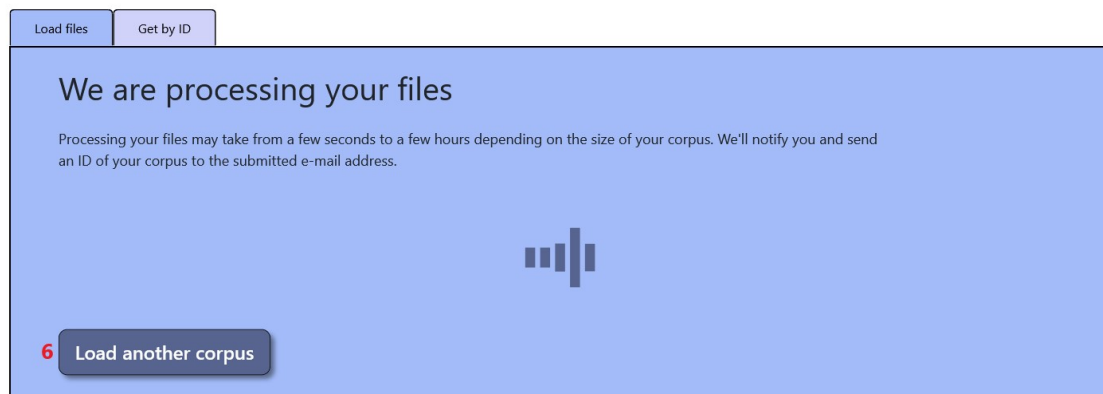 Load files
Get by ID
We are processing your files
Processing your files may take from a few seconds to a few hours depending on the size of your corpus. We'll notify you and send
an ID of your corpus to the submitted e-mail address.
6 Load another corpus